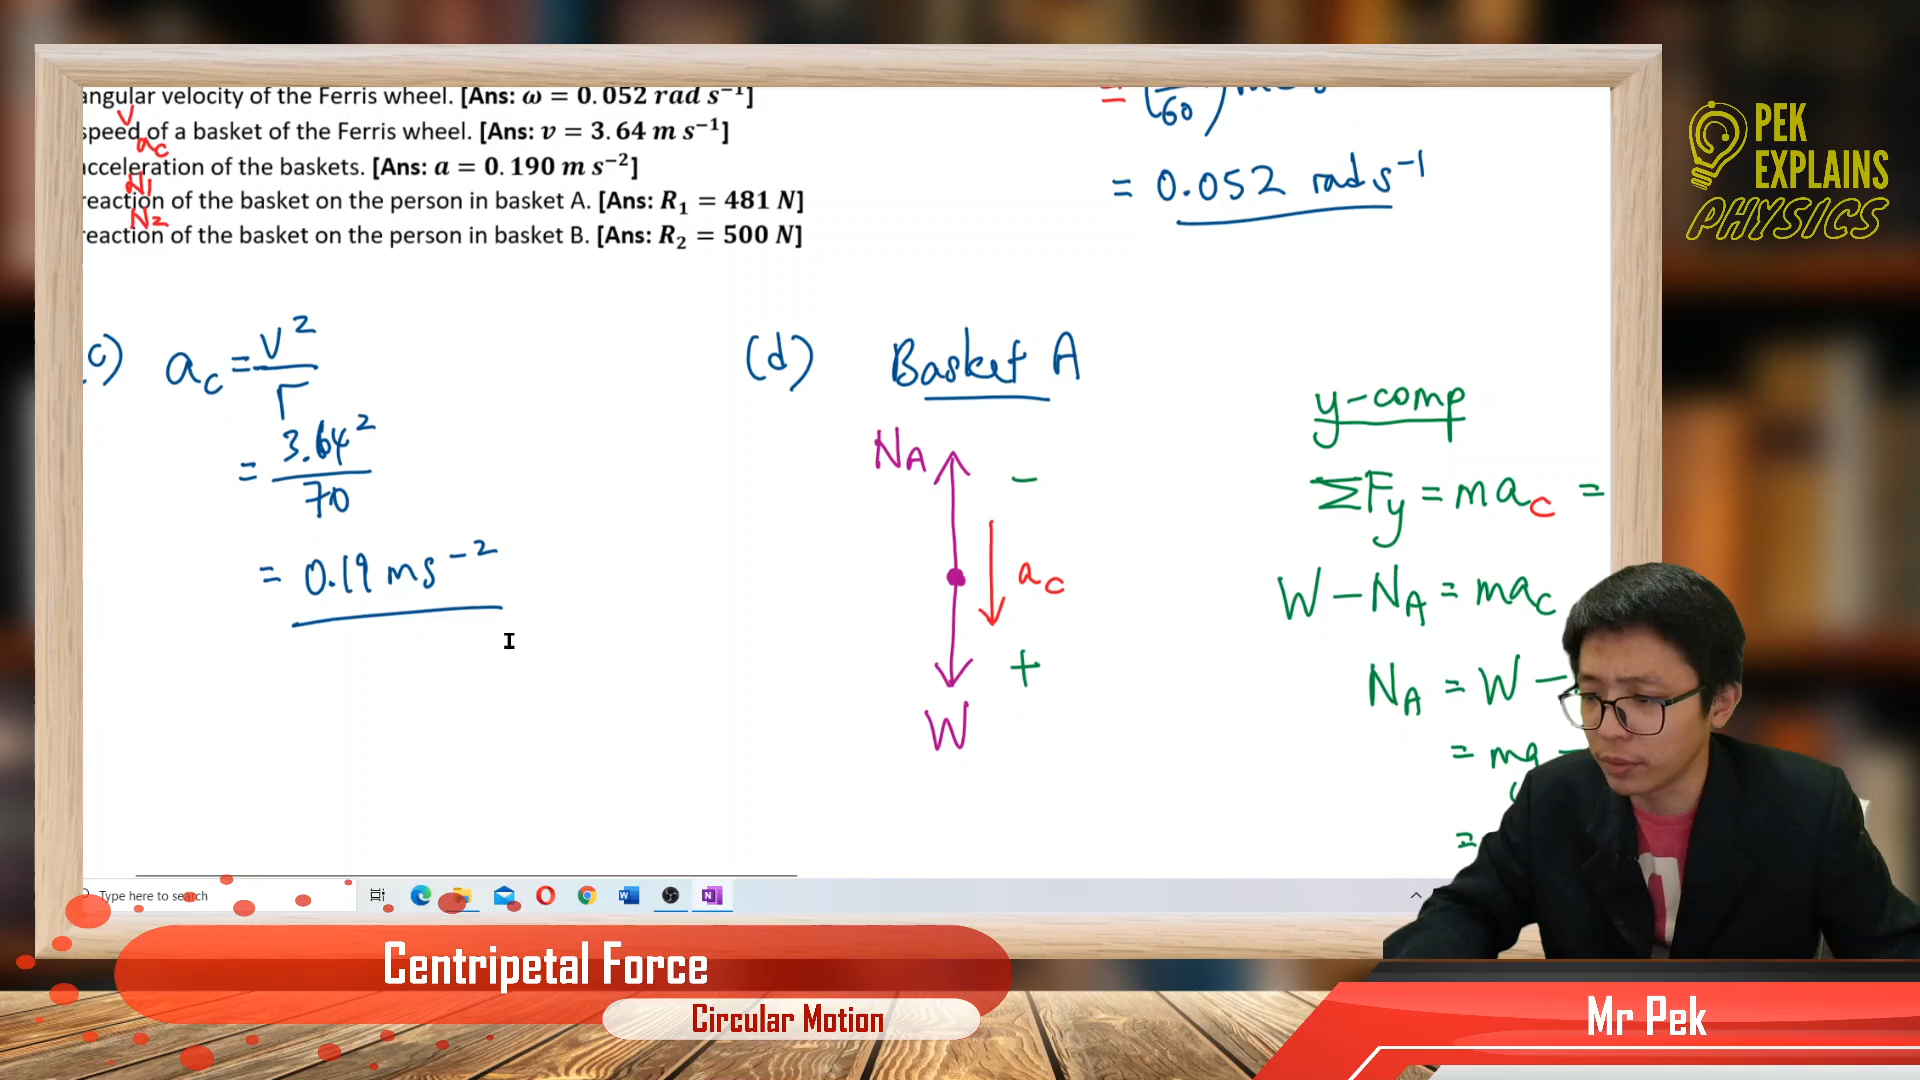 angular velocity of the Ferris wheel. [Ans: ω = 0.052 rad s⁻¹]
v
speed of a basket of the Ferris wheel. [Ans: v = 3.64 m s⁻¹]
ac
acceleration of the baskets. [Ans: a = 0.190 m s⁻²]
N1
reaction of the basket on the person in basket A. [Ans: R₁ = 481 N]
N2
reaction of the basket on the person in basket B. [Ans: R₂ = 500 N]
= 0.052 rad s⁻¹
c) ac = v²/r
= 3.64²/70
= 0.19 ms⁻²
(d) Basket A
NA
−
ac
+
W
y-comp
ΣFy = mac =
W − NA = mac
NA = W −
= mg −
=
PEK
EXPLAINS
PHYSICS
Type here to search
Centripetal Force
Circular Motion
Mr Pek